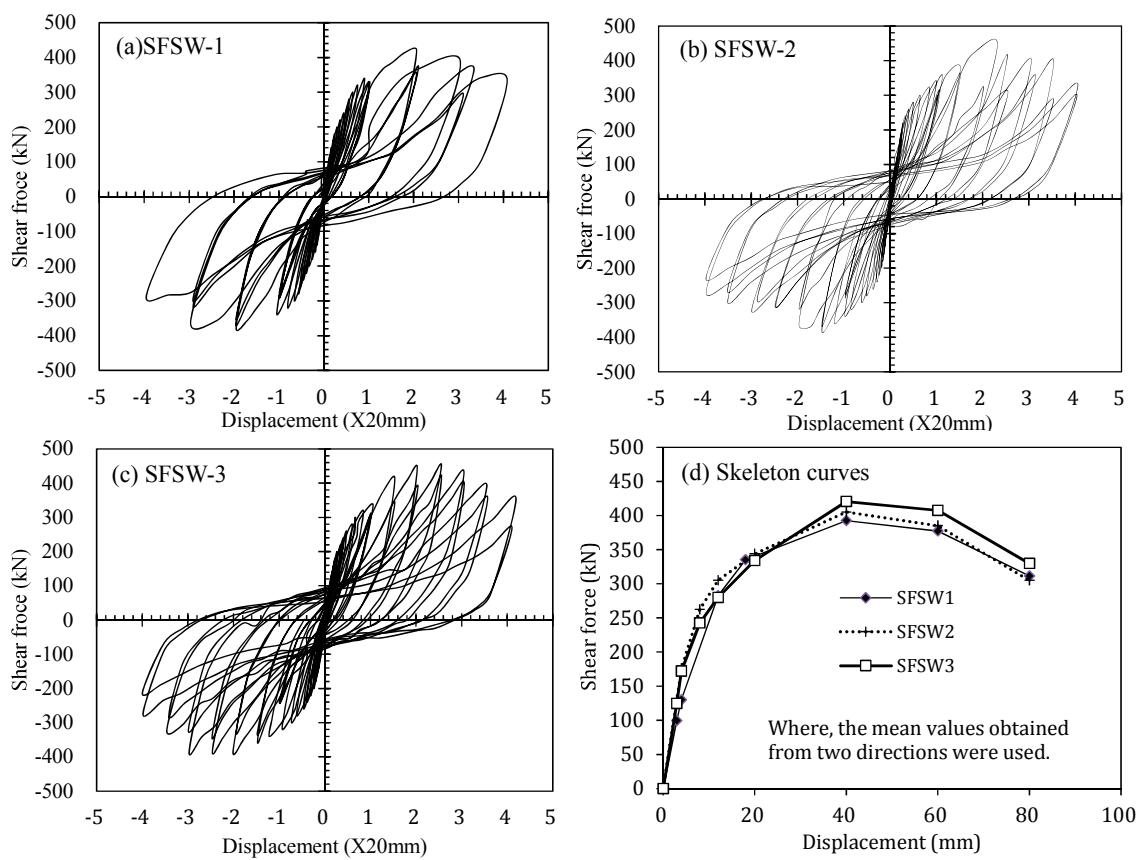 (a)SFSW-1
500
400
300
200
100
0
-100
-200
-300
-400
-500
Shear froce (kN)
-5 -4 -3 -2 -1 0 1 2 3 4 5
Displacement (X20mm)
(b) SFSW-2
500
400
300
200
100
0
-100
-200
-300
-400
-500
Shear froce (kN)
-5 -4 -3 -2 -1 0 1 2 3 4 5
Displacement (X20mm)
(c) SFSW-3
500
400
300
200
100
0
-100
-200
-300
-400
-500
Shear froce (kN)
-5 -4 -3 -2 -1 0 1 2 3 4 5
Displacement (X20mm)
(d) Skeleton curves
500
450
400
350
300
250
200
150
100
50
0
Shear force (kN)
SFSW1
SFSW2
SFSW3
Where, the mean values obtained
from two directions were used.
0 20 40 60 80 100
Displacement (mm)